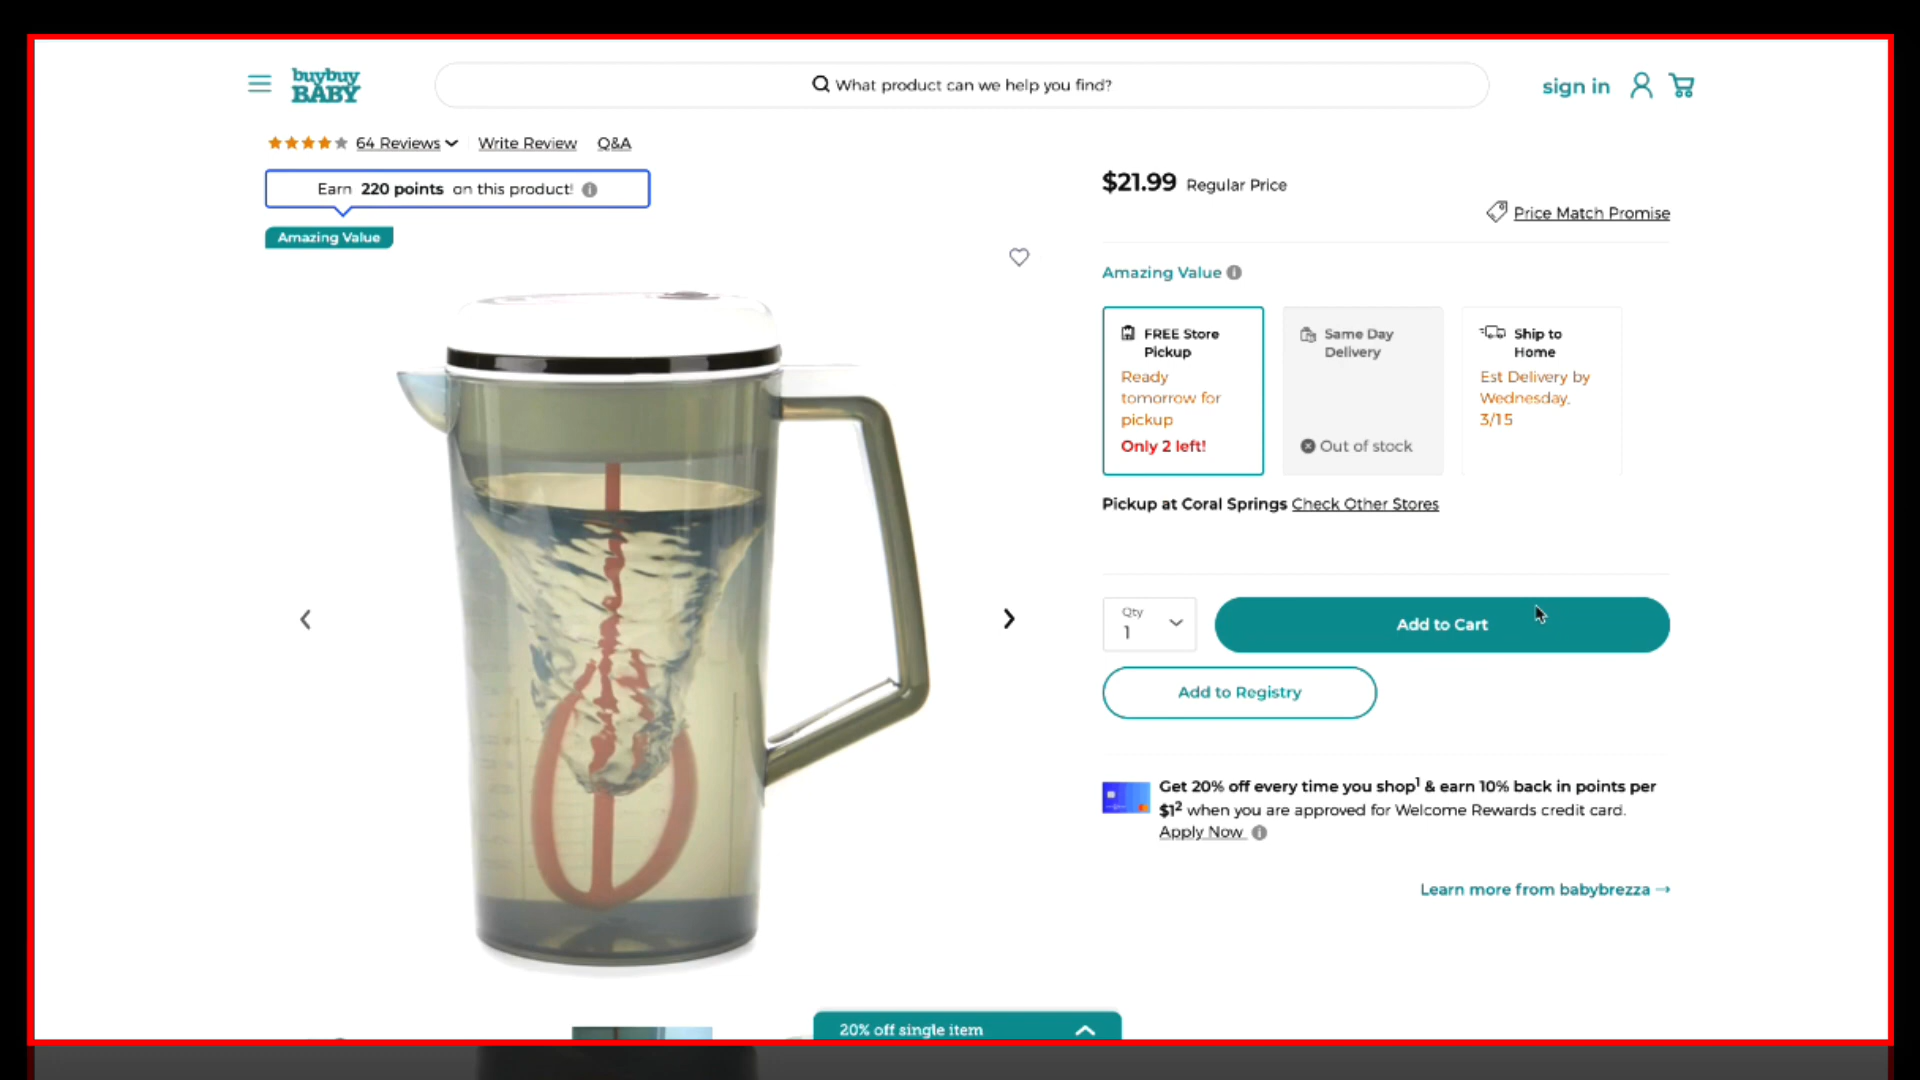 buybuy
BABY
What product can we help you find?
sign in
64 Reviews
Write Review
Q&A
Earn 220 points on this product!
Amazing Value
$21.99 Regular Price
Price Match Promise
Amazing Value
FREE Store
Pickup
Ready
tomorrow for
pickup
Only 2 left!
Same Day
Delivery
Out of stock
Ship to
Home
Est Delivery by
Wednesday,
3/15
Pickup at Coral Springs Check Other Stores
Qty
1
Add to Cart
Add to Registry
Get 20% off every time you shop1 & earn 10% back in points per
$12 when you are approved for Welcome Rewards credit card.
Apply Now
Learn more from babybrezza →
20% off single item